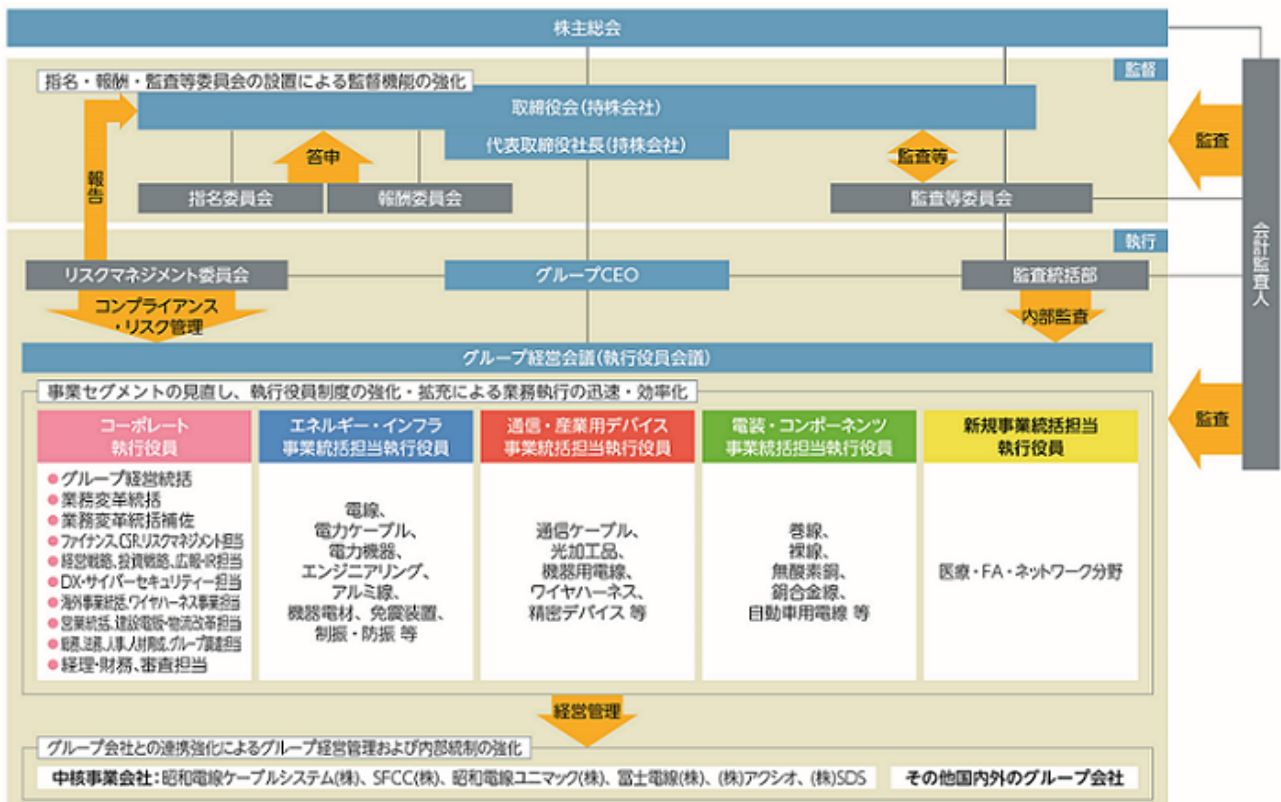 株主総会
監督
指名・報酬・監査等委員会の設置による監督機能の強化
取締役会(持株会社)
代表取締役社長(持株会社)
答申
監査等
監査
報告
指名委員会
報酬委員会
監査等委員会
会計監査人
執行
リスクマネジメント委員会
グループCEO
監査統括部
コンプライアンス
・リスク管理
内部監査
グループ経営会議(執行役員会議)
事業セグメントの見直し、執行役員制度の強化・拡充による業務執行の迅速・効率化
監査
コーポレート
執行役員
●グループ経営統括
●業務変革統括
●業務変革統括補佐
●ファイナンス、CSR、リスクマネジメント担当
●経営戦略、投資戦略、広報・IR担当
●DX・サイバーセキュリティー担当
●海外事業統括、ワイヤハーネス事業担当
●営業統括、建設電販・物流改革担当
●総務、法務、人事、人材育成、グループ調達担当
●経理・財務、審査担当
エネルギー・インフラ
事業統括担当執行役員
電線、
電力ケーブル、
電力機器、
エンジニアリング、
アルミ線、
機器電材、免震装置、
制振・防振 等
通信・産業用デバイス
事業統括担当執行役員
通信ケーブル、
光加工品、
機器用電線、
ワイヤハーネス、
精密デバイス 等
電装・コンポーネンツ
事業統括担当執行役員
巻線、
裸線、
無酸素銅、
銅合金線、
自動車用電線 等
新規事業統括担当
執行役員
医療・FA・ネットワーク分野
経営管理
グループ会社との連携強化によるグループ経営管理および内部統制の強化
中核事業会社：昭和電線ケーブルシステム(株)、SFCC(株)、昭和電線ユニマック(株)、冨士電線(株)、(株)アクシオ、(株)SDS
その他国内外のグループ会社